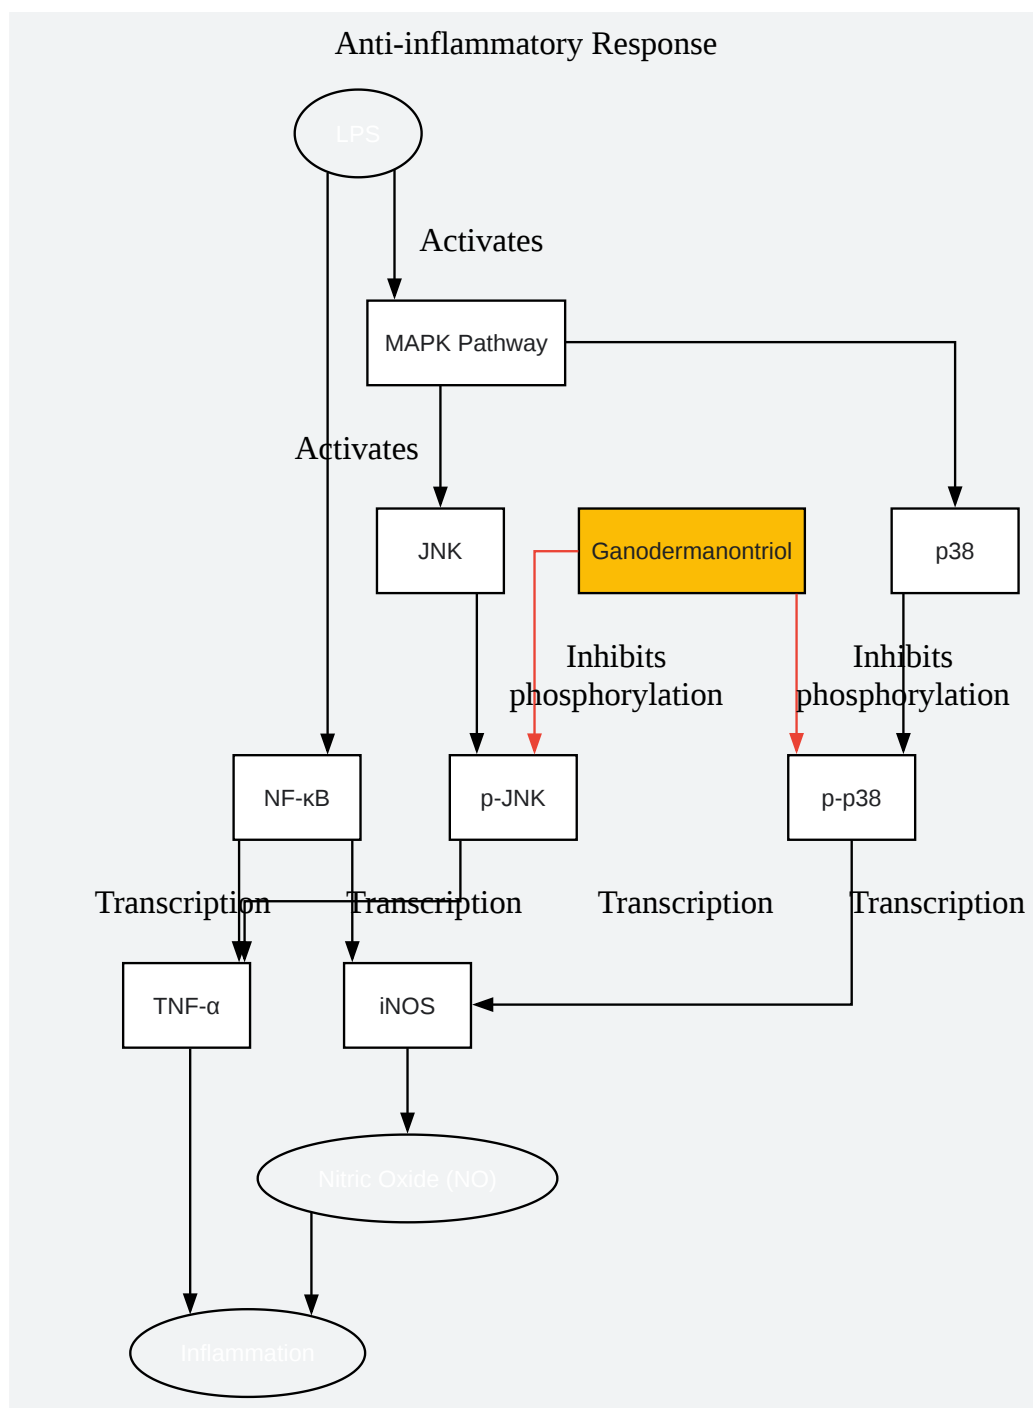 Anti-inflammatory Response
LPS
Activates
MAPK Pathway
Activates
JNK
Ganodermanontriol
p38
Inhibits
phosphorylation
Inhibits
phosphorylation
NF-κB
p-JNK
p-p38
Transcription
Transcription
Transcription
Transcription
TNF-α
iNOS
Nitric Oxide (NO)
Inflammation